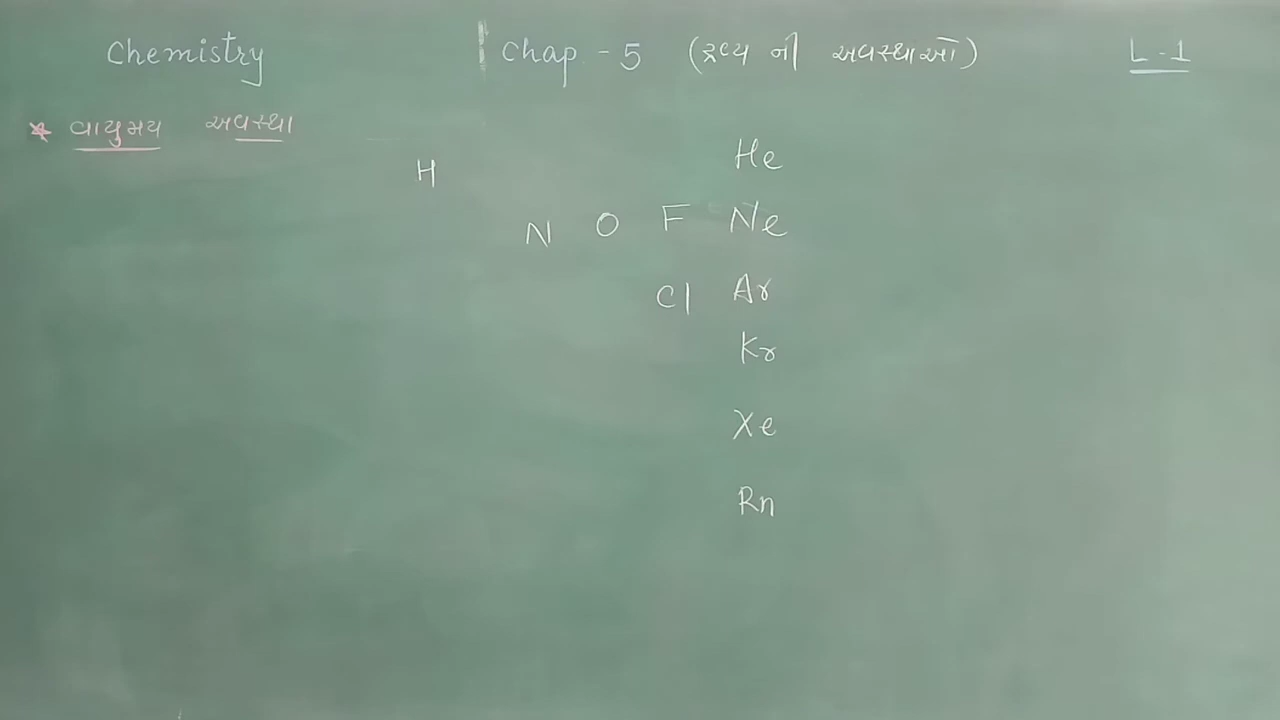 Chemistry Chap - 5 (દ્રવ્ય ની અવસ્થાઓ) L-1
* વાયુમય અવસ્થા
He
H
N O F Ne
Cl Ar
Kr
Xe
Rn